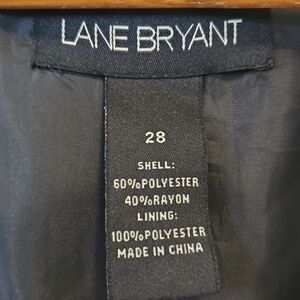 LANE BRYANT
28
SHELL:
60%POLYESTER
40%RAYON
LINING:
100%POLYESTER
MADE IN CHINA